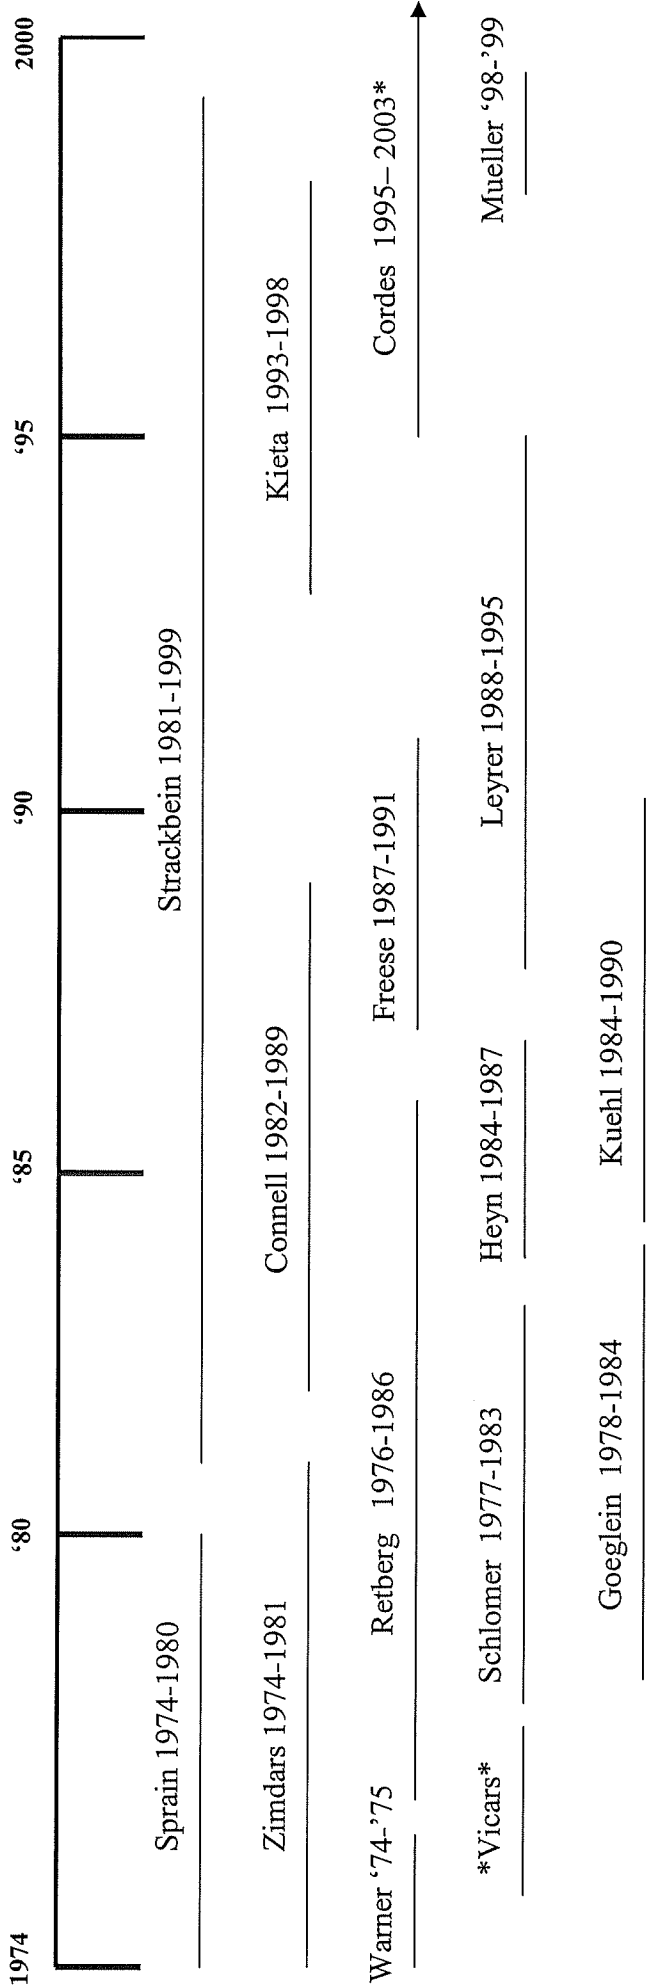 1974
‘80
‘85
‘90
‘95
2000
Sprain 1974-1980
Strackbein 1981-1999
Zimdars 1974-1981
Connell 1982-1989
Kieta 1993-1998
Warner ‘74-’75
Retberg 1976-1986
Freese 1987-1991
Cordes 1995– 2003*
*Vicars*
Schlomer 1977-1983
Heyn 1984-1987
Leyrer 1988-1995
Mueller ‘98-’99
Goeglein 1978-1984
Kuehl 1984-1990